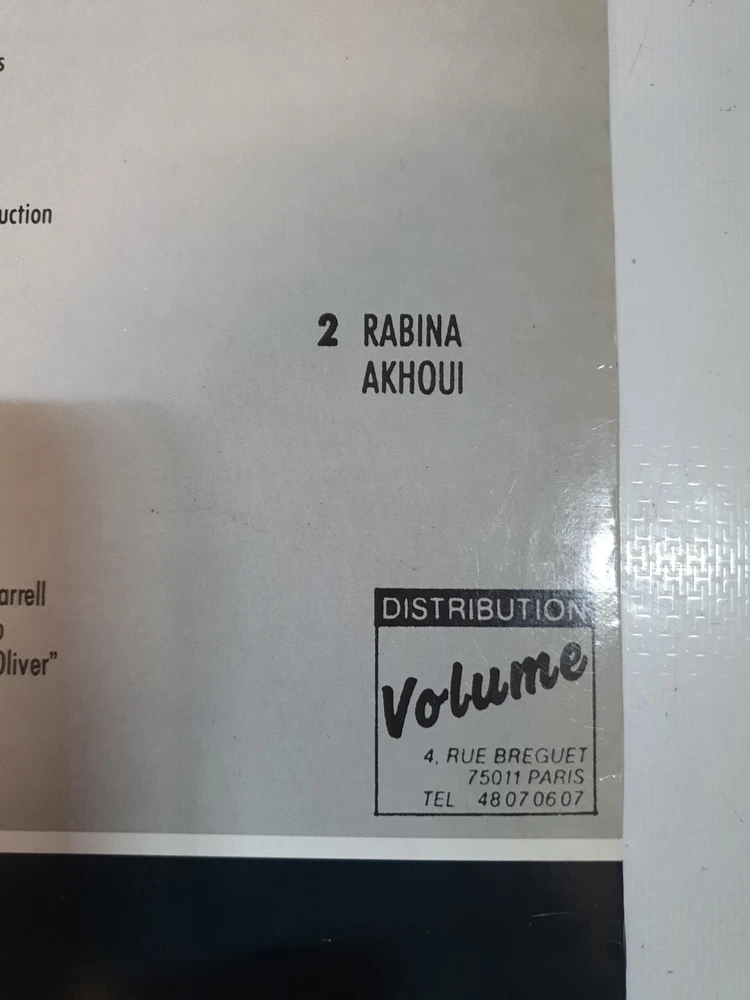 s
uction
2 RABINA
AKHOUI
arrell
Oliver"
DISTRIBUTION
Volume
4, RUE BREGUET
75011 PARIS
TEL 48070607